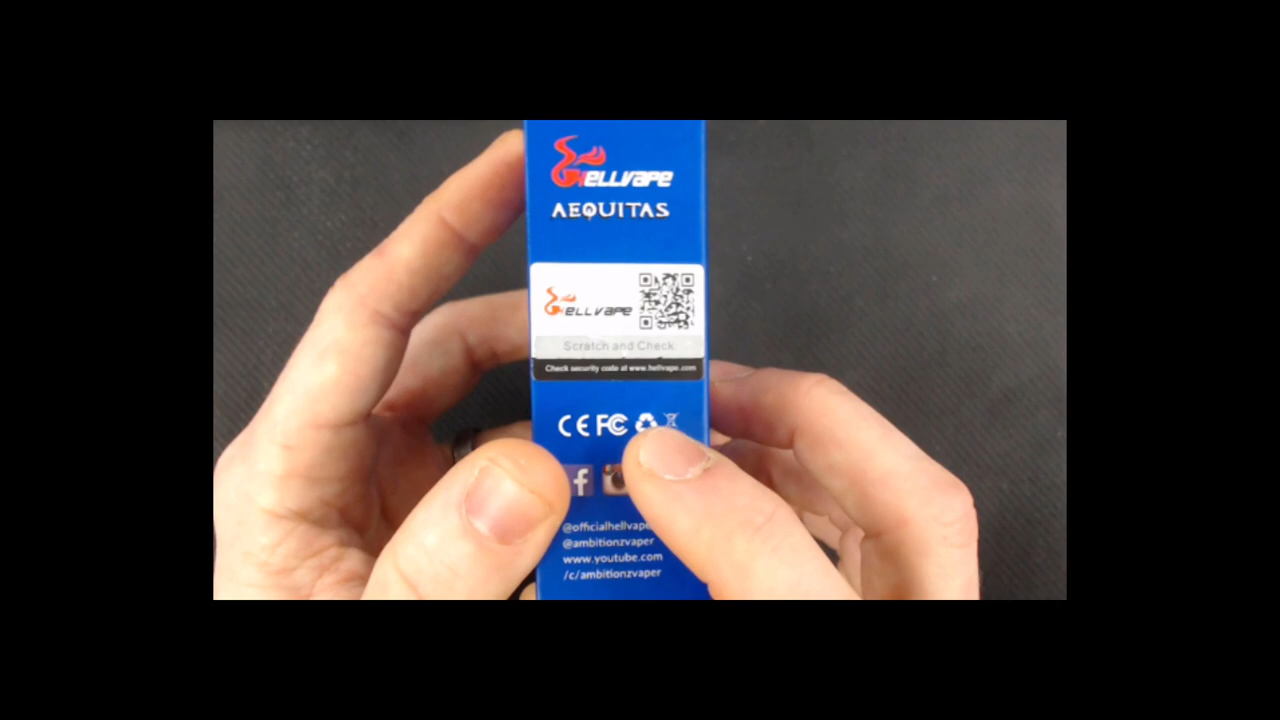 HELLVAPE
AEQUITAS
HELLVAPE
Scratch and Check
Check security code at www.hellvape.com
CE FC
f
@officialhellvape
@ambitionzvaper
www.youtube.com
/c/ambitionzvaper